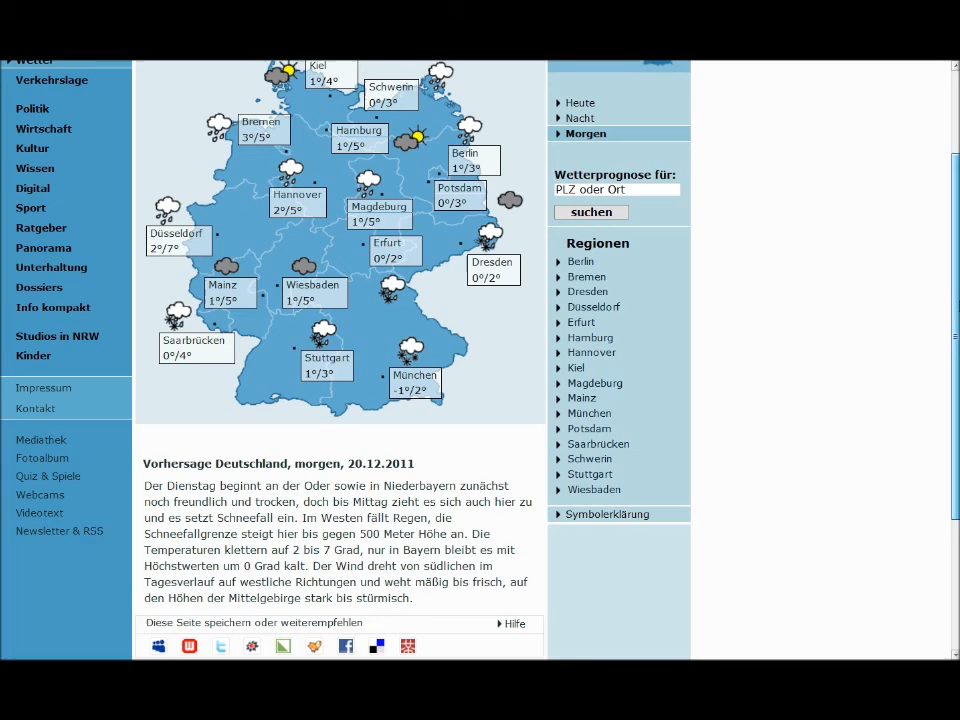 Wetter
Verkehrslage
Politik
Wirtschaft
Kultur
Wissen
Digital
Sport
Ratgeber
Panorama
Unterhaltung
Dossiers
Info kompakt
Studios in NRW
Kinder
Impressum
Kontakt
Mediathek
Fotoalbum
Quiz & Spiele
Webcams
Videotext
Newsletter & RSS
Kiel
1°/4°
Schwerin
0°/3°
Bremen
3°/5°
Hamburg
1°/5°
Berlin
1°/3°
Hannover
2°/5°
Potsdam
0°/3°
Magdeburg
1°/5°
Düsseldorf
2°/7°
Erfurt
0°/2°
Dresden
0°/2°
Mainz
1°/5°
Wiesbaden
1°/5°
Saarbrücken
0°/4°
Stuttgart
1°/3°
München
-1°/2°
Vorhersage Deutschland, morgen, 20.12.2011
Der Dienstag beginnt an der Oder sowie in Niederbayern zunächst
noch freundlich und trocken, doch bis Mittag zieht es sich auch hier zu
und es setzt Schneefall ein. Im Westen fällt Regen, die
Schneefallgrenze steigt hier bis gegen 500 Meter Höhe an. Die
Temperaturen klettern auf 2 bis 7 Grad, nur in Bayern bleibt es mit
Höchstwerten um 0 Grad kalt. Der Wind dreht von südlichen im
Tagesverlauf auf westliche Richtungen und weht mäßig bis frisch, auf
den Höhen der Mittelgebirge stark bis stürmisch.
Diese Seite speichern oder weiterempfehlen
Hilfe
Heute
Nacht
Morgen
Wetterprognose für:
PLZ oder Ort
suchen
Regionen
Berlin
Bremen
Dresden
Düsseldorf
Erfurt
Hamburg
Hannover
Kiel
Magdeburg
Mainz
München
Potsdam
Saarbrücken
Schwerin
Stuttgart
Wiesbaden
Symbolerklärung